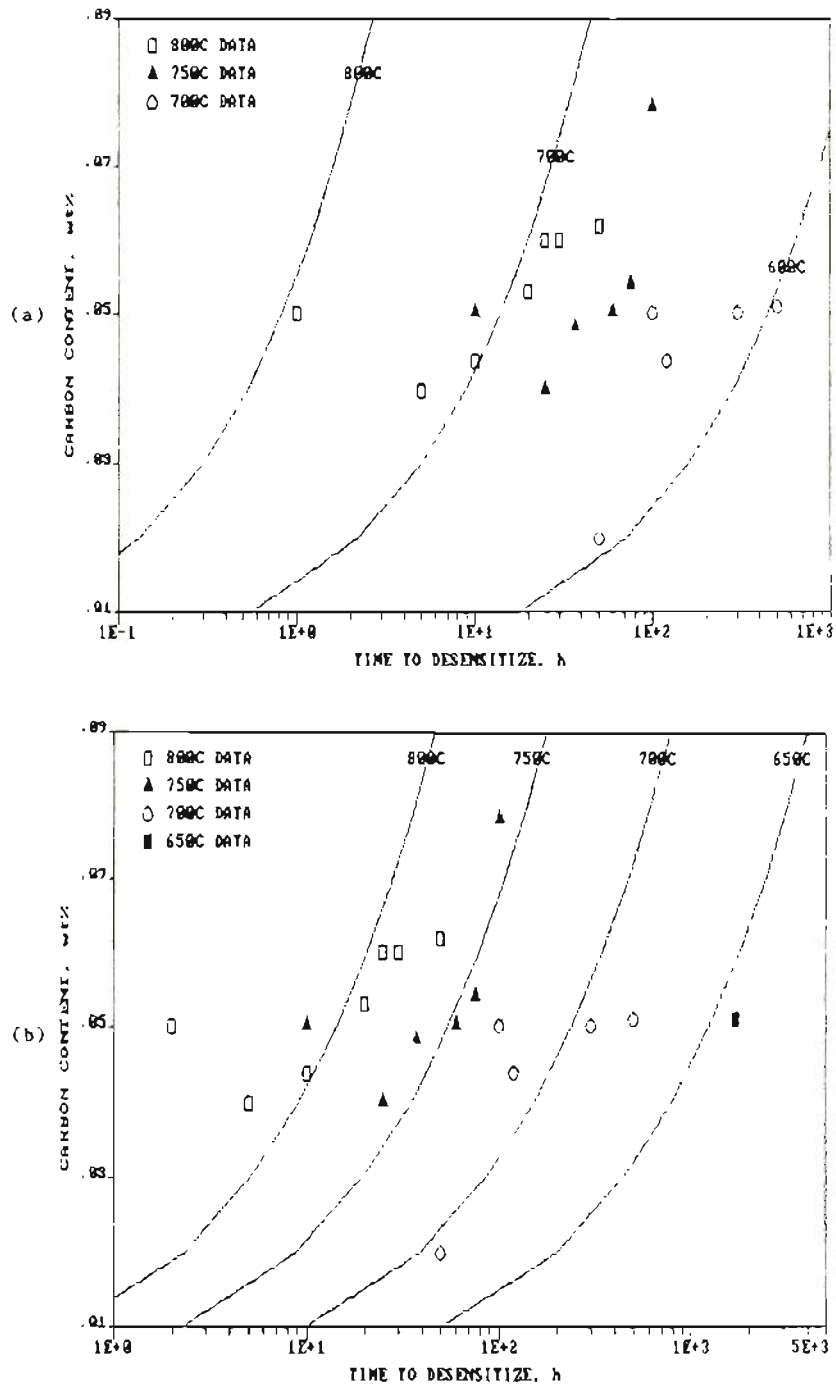 .09
800C DATA
750C DATA
700C DATA
800C
700C
600C
.07
.05
.03
.01
(a)
CARBON CONTENT, wt%
1E-1
1E+0
1E+1
1E+2
1E+3
TIME TO DESENSITIZE, h
.09
800C DATA
750C DATA
700C DATA
650C DATA
800C
750C
700C
650C
.07
.05
.03
.01
(b)
CARBON CONTENT, wt%
1E+0
1E+1
1E+2
1E+3
5E+3
TIME TO DESENSITIZE, h